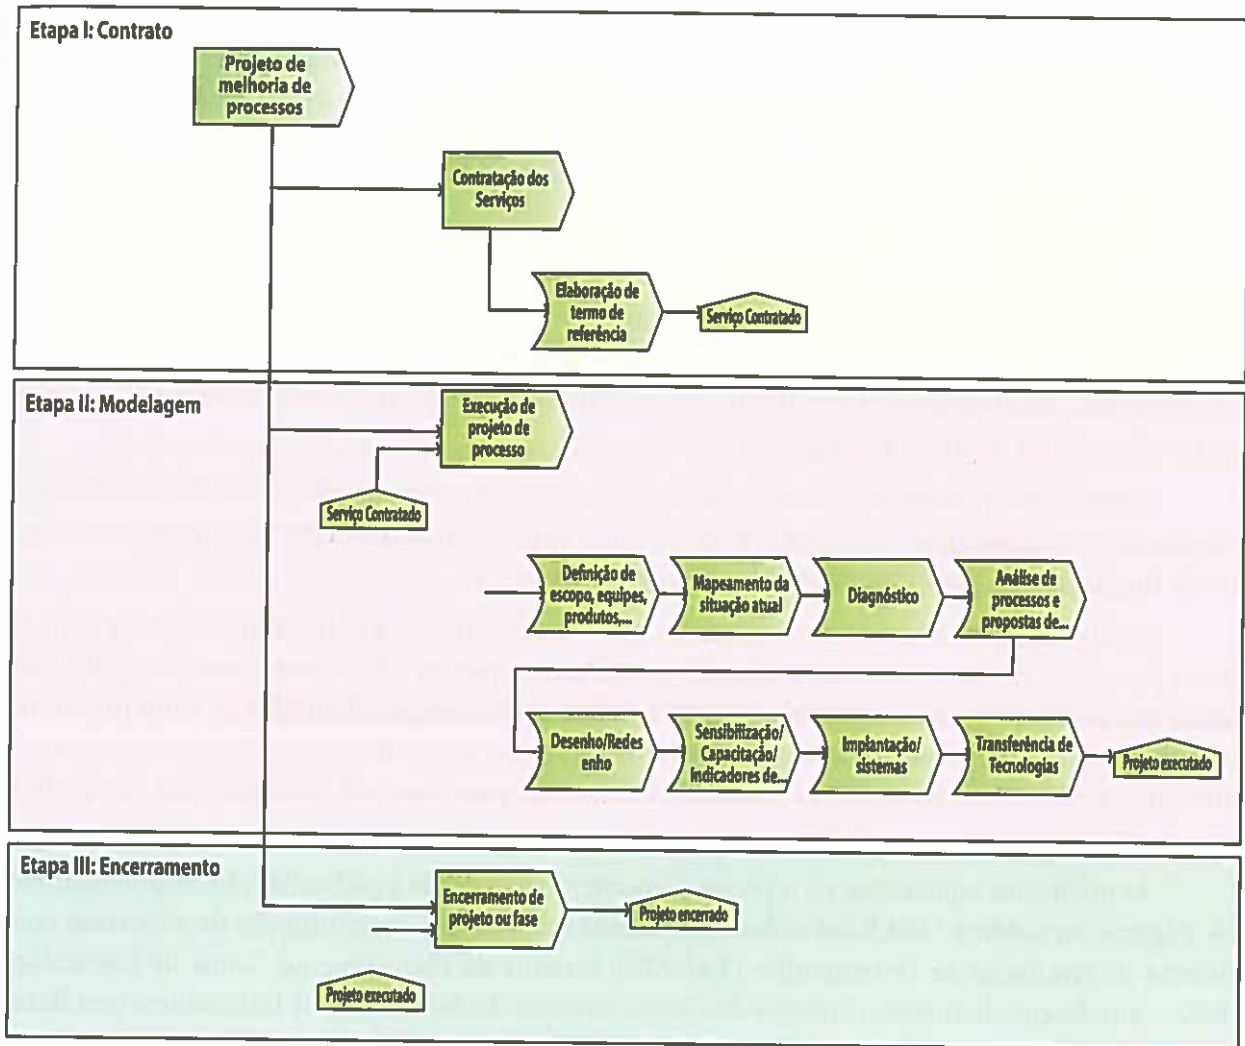 Etapa I: Contrato
Projeto de
melhoria de
processos
Contratação dos
Serviços
Elaboração de
termo de
referência
Serviço Contratado
Etapa II: Modelagem
Execução de
projeto de
processo
Serviço Contratado
Definição de
escopo, equipes,
produtos,...
Mapeamento da
situação atual
Diagnóstico
Análise de
processos e
propostas de...
Desenho/Redes
enho
Sensibilização/
Capacitação/
Indicadores de...
Implantação/
sistemas
Transferência de
Tecnologias
Projeto executado
Etapa III: Encerramento
Encerramento de
projeto ou fase
Projeto encerrado
Projeto executado